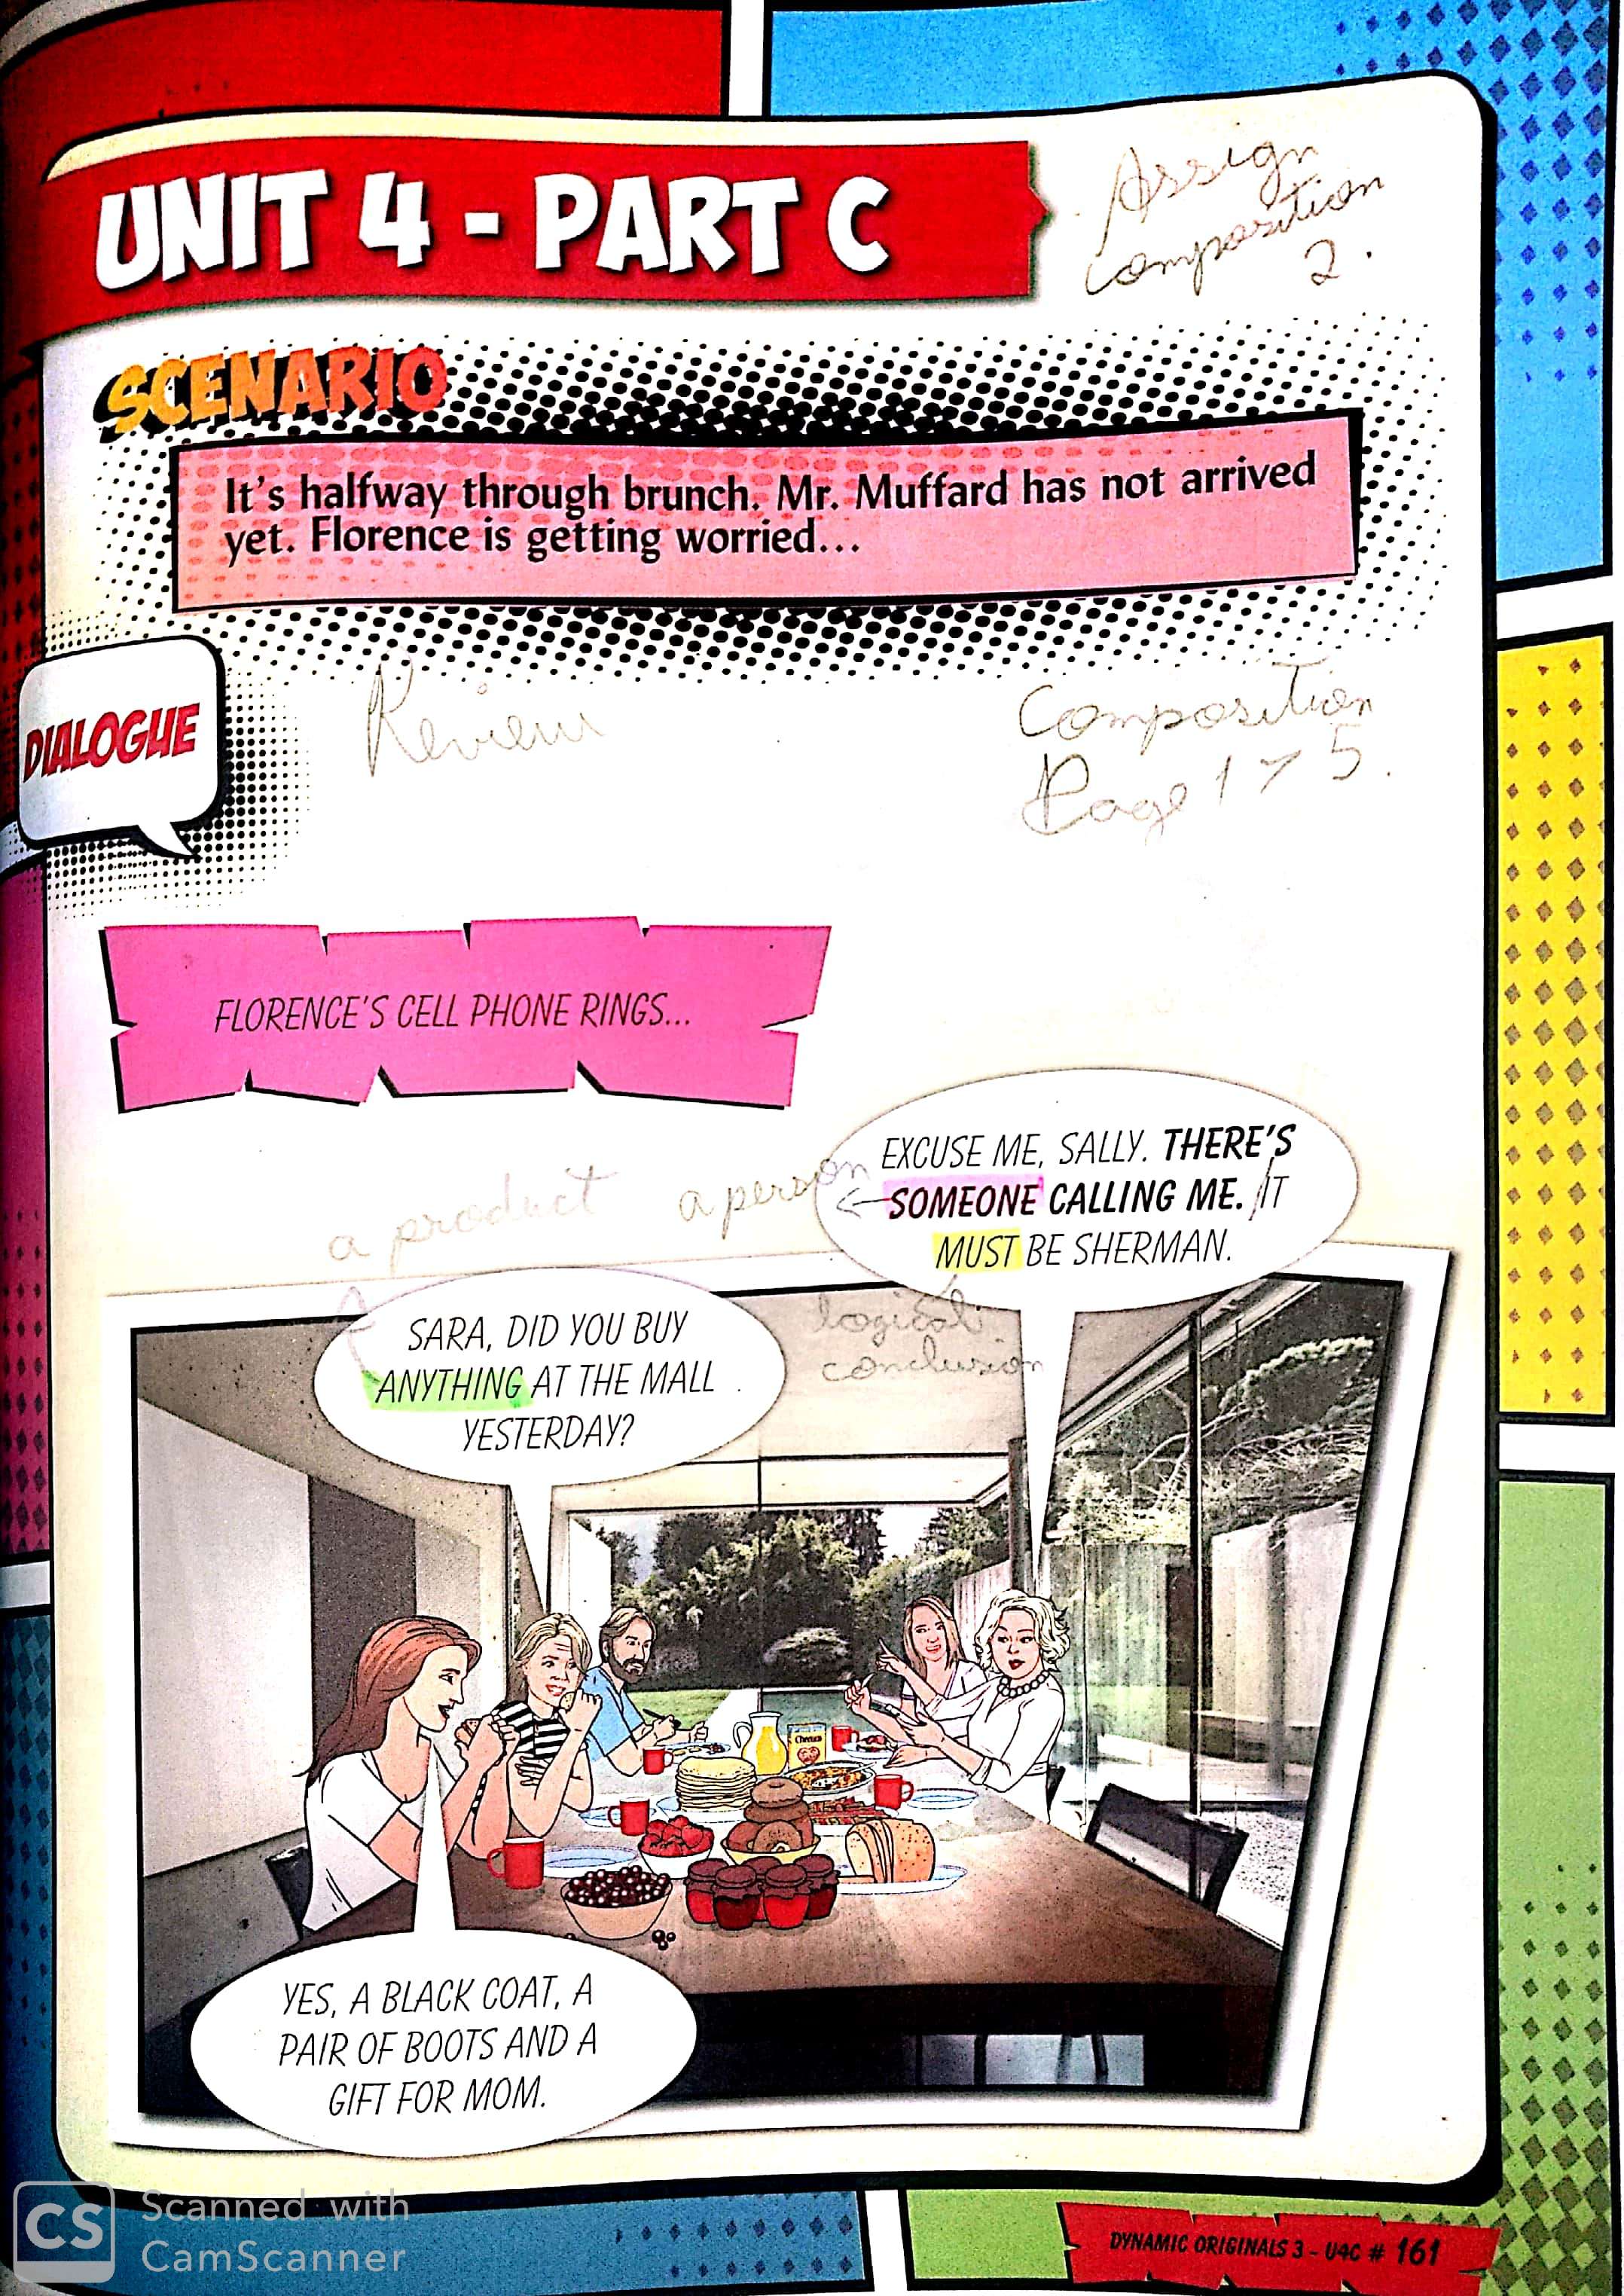 UNIT 4 - PART C
Assign
composition
2.
SCENARIO
It's halfway through brunch. Mr. Muffard has not arrived
yet. Florence is getting worried...
DIALOGUE
Review
Composition
Page 175.
FLORENCE'S CELL PHONE RINGS...
EXCUSE ME, SALLY. THERE'S
SOMEONE CALLING ME. IT
MUST BE SHERMAN.
a product
a person
logical
conclusion
SARA, DID YOU BUY
ANYTHING AT THE MALL
YESTERDAY?
Cheerios
YES, A BLACK COAT, A
PAIR OF BOOTS AND A
GIFT FOR MOM.
CS
Scanned with
CamScanner
DYNAMIC ORIGINALS 3 - U4C # 161